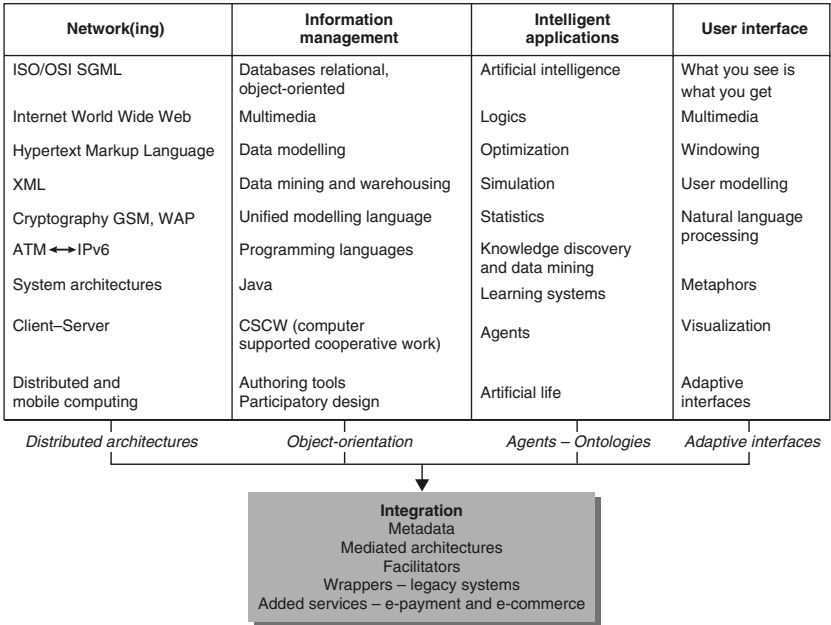 Network(ing)
Information
management
Intelligent
applications
User interface
ISO/OSI SGML
Internet World Wide Web
Hypertext Markup Language
XML
Cryptography GSM, WAP
ATM ↔ IPv6
System architectures
Client–Server
Distributed and
mobile computing
Databases relational,
object-oriented
Multimedia
Data modelling
Data mining and warehousing
Unified modelling language
Programming languages
Java
CSCW (computer
supported cooperative work)
Authoring tools
Participatory design
Artificial intelligence
Logics
Optimization
Simulation
Statistics
Knowledge discovery
and data mining
Learning systems
Agents
Artificial life
What you see is
what you get
Multimedia
Windowing
User modelling
Natural language
processing
Metaphors
Visualization
Adaptive
interfaces
Distributed architectures
Object-orientation
Agents – Ontologies
Adaptive interfaces
Integration
Metadata
Mediated architectures
Facilitators
Wrappers – legacy systems
Added services – e-payment and e-commerce